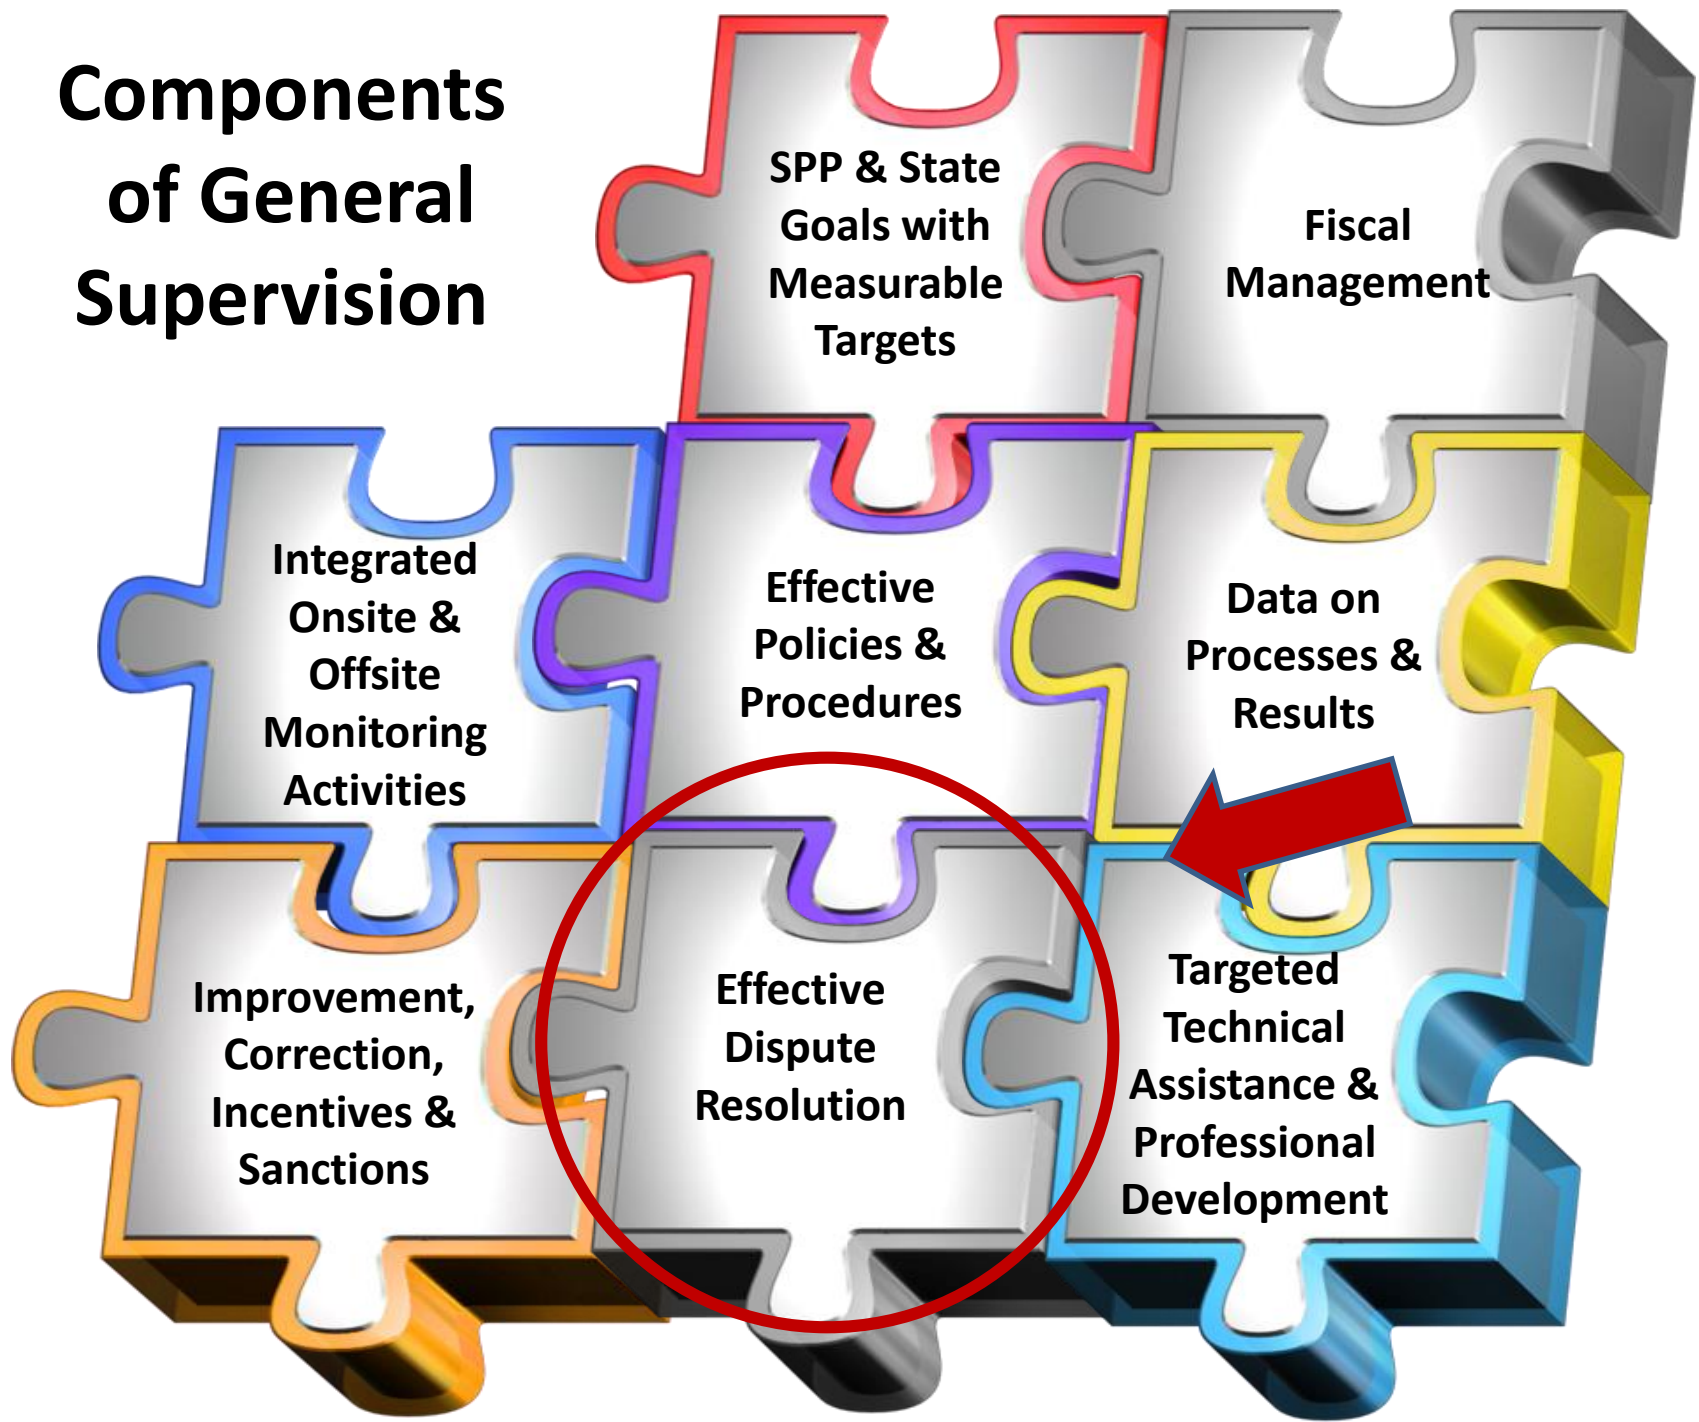 Components
of General
Supervision
SPP & State
Goals with
Measurable
Targets
Fiscal
Management
Integrated
Onsite &
Offsite
Monitoring
Activities
Effective
Policies &
Procedures
Data on
Processes &
Results
Improvement,
Correction,
Incentives &
Sanctions
Effective
Dispute
Resolution
Targeted
Technical
Assistance &
Professional
Development